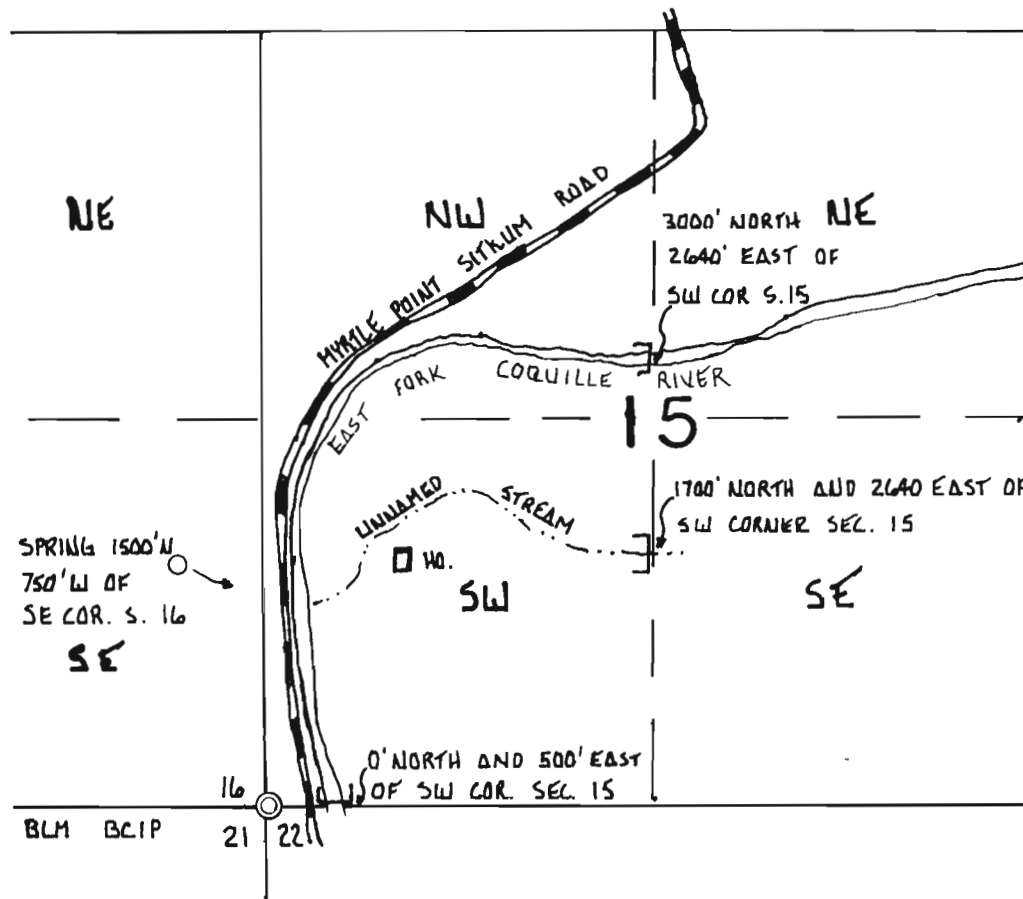 NE
NW
NE
MYRTLE POINT SITKUM ROAD
3000' NORTH
2640' EAST OF
SW COR S.15
EAST FORK COQUILLE RIVER
15
UNNAMED STREAM
1700' NORTH AND 2640 EAST OF
SW CORNER SEC. 15
SPRING 1500'N
750'W OF
SE COR. S. 16
SE
HO.
SW
SE
0' NORTH AND 500' EAST
OF SW COR. SEC. 15
16
BLM BCIP
21
22